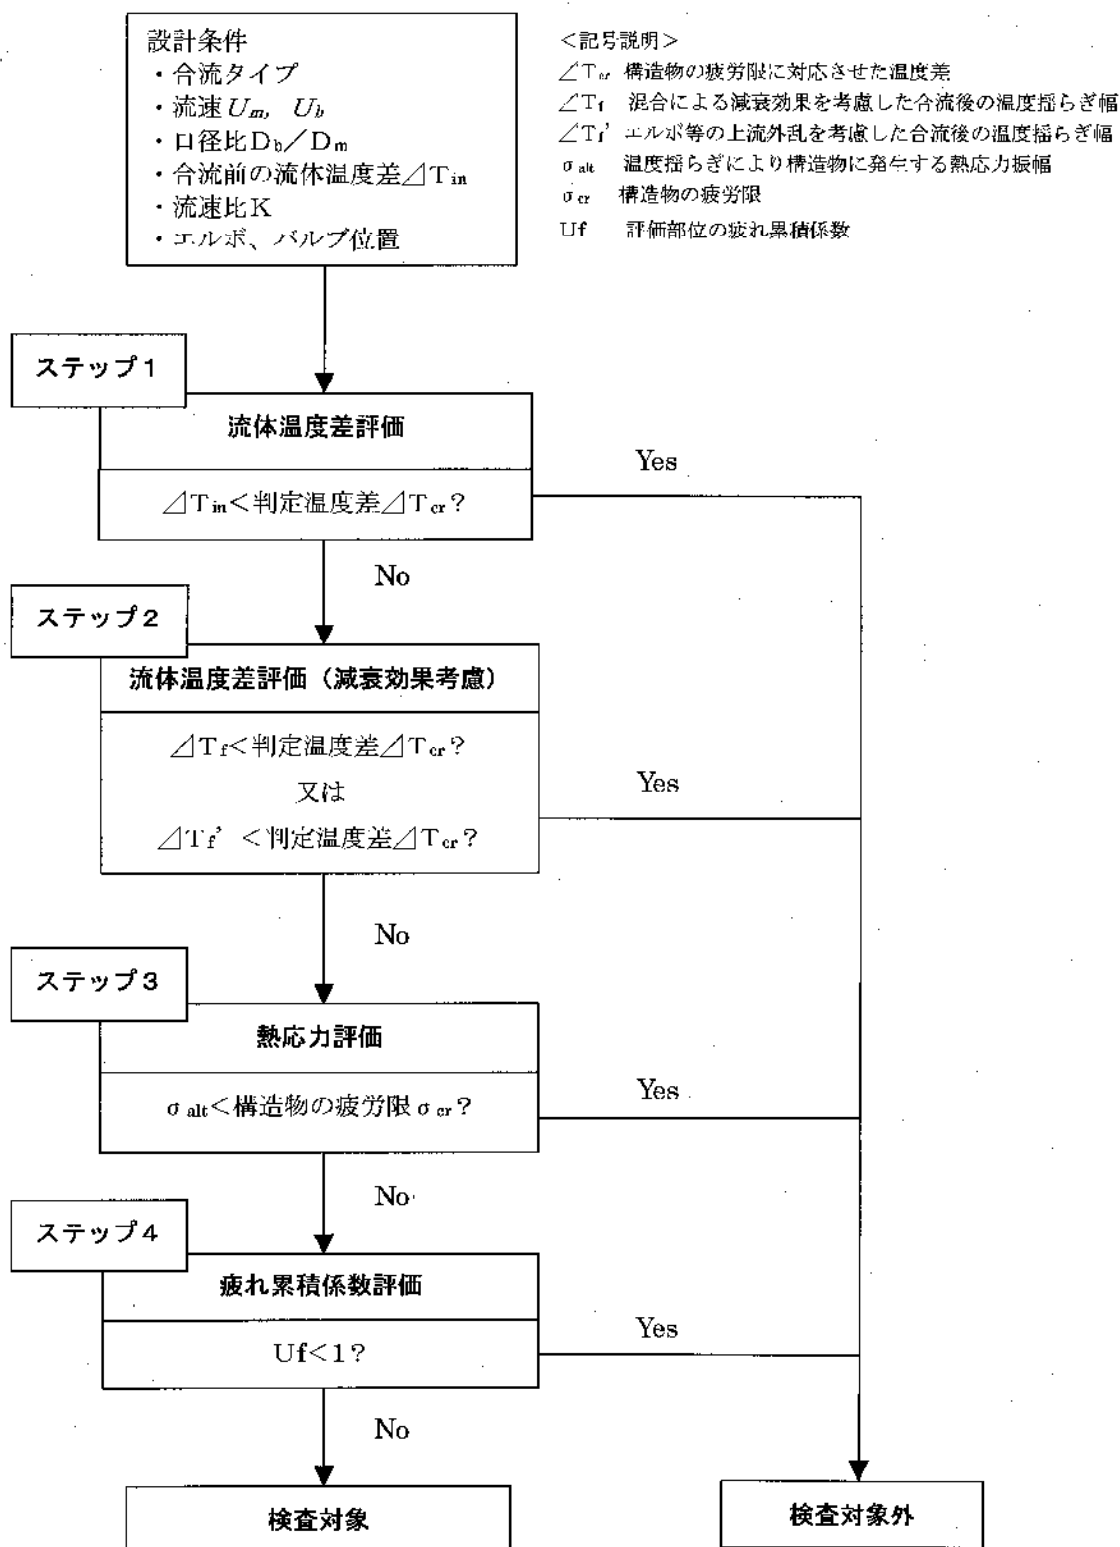 設計条件
・合流タイプ
・流速Um, Ub
・口径比Db／Dm
・合流前の流体温度差⊿Tin
・流速比K
・エルボ、バルブ位置
＜記号説明＞
⊿Tcr 構造物の疲労限に対応させた温度差
⊿Tf 混合による減衰効果を考慮した合流後の温度揺らぎ幅
⊿Tf’ エルボ等の上流外乱を考慮した合流後の温度揺らぎ幅
σalt 温度揺らぎにより構造物に発生する熱応力振幅
σcr 構造物の疲労限
Uf 評価部位の疲れ累積係数
ステップ１
流体温度差評価
⊿Tin＜判定温度差⊿Tcr？
Yes
No
ステップ２
流体温度差評価（減衰効果考慮）
⊿Tf＜判定温度差⊿Tcr？
又は
⊿Tf’ ＜判定温度差⊿Tcr？
Yes
No
ステップ３
熱応力評価
σalt＜構造物の疲労限σcr？
Yes
No
ステップ４
疲れ累積係数評価
Uf＜1？
Yes
No
検査対象
検査対象外